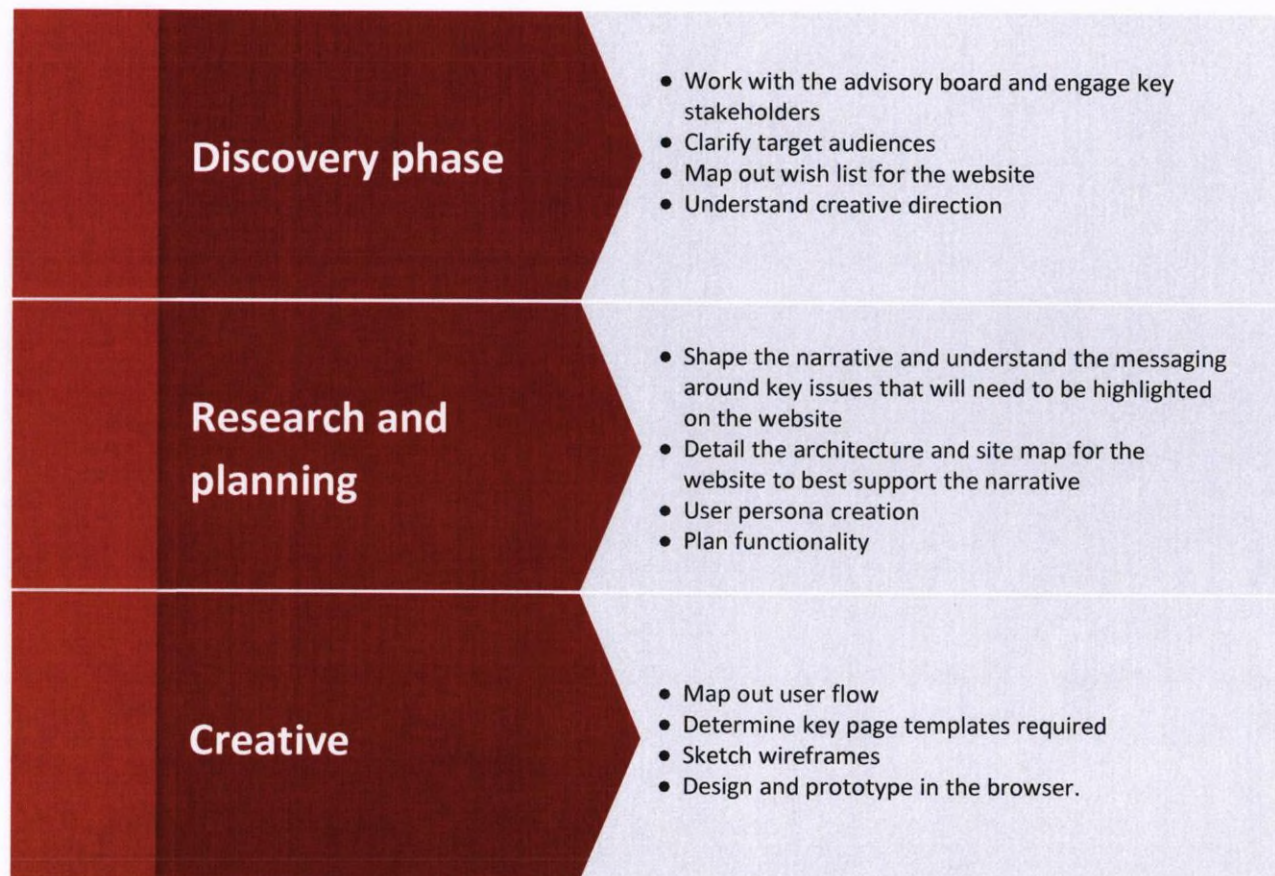 Discovery phase
• Work with the advisory board and engage key
stakeholders
• Clarify target audiences
• Map out wish list for the website
• Understand creative direction
Research and
planning
• Shape the narrative and understand the messaging
around key issues that will need to be highlighted
on the website
• Detail the architecture and site map for the
website to best support the narrative
• User persona creation
• Plan functionality
Creative
• Map out user flow
• Determine key page templates required
• Sketch wireframes
• Design and prototype in the browser.